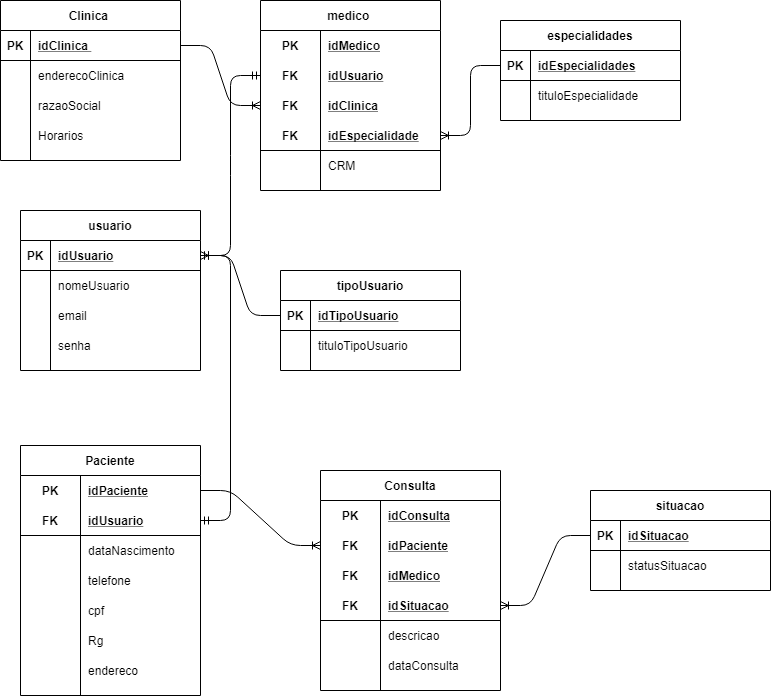 Clinica
PK idClinica
enderecoClinica
razaoSocial
Horarios
medico
PK idMedico
FK idUsuario
FK idClinica
FK idEspecialidade
CRM
especialidades
PK idEspecialidades
tituloEspecialidade
usuario
PK idUsuario
nomeUsuario
email
senha
tipoUsuario
PK idTipoUsuario
tituloTipoUsuario
Paciente
PK idPaciente
FK idUsuario
dataNascimento
telefone
cpf
Rg
endereco
Consulta
PK idConsulta
FK idPaciente
FK idMedico
FK idSituacao
descricao
dataConsulta
situacao
PK idSituacao
statusSituacao